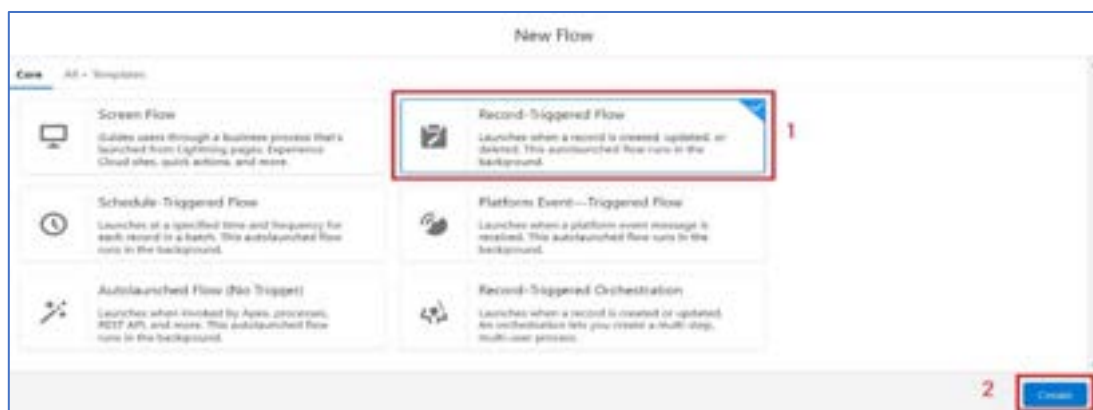 New Flow
Core All + Templates
Screen Flow
Guides users through a business process that's
launched from Lightning pages, Experience
Cloud sites, quick actions, and more.
Record-Triggered Flow
Launches when a record is created, updated, or
deleted. This autolaunched flow runs in the
background.
1
Schedule-Triggered Flow
Launches at a specified time and frequency for
each record in a batch. This autolaunched flow
runs in the background.
Platform Event—Triggered Flow
Launches when a platform event message is
received. This autolaunched flow runs in the
background.
Autolaunched Flow (No Trigger)
Launches when invoked by Apex, processes,
REST API, and more. This autolaunched flow
runs in the background.
Record-Triggered Orchestration
Launches when a record is created or updated.
An orchestration lets you create a multi-step,
multi-user process.
2
Create